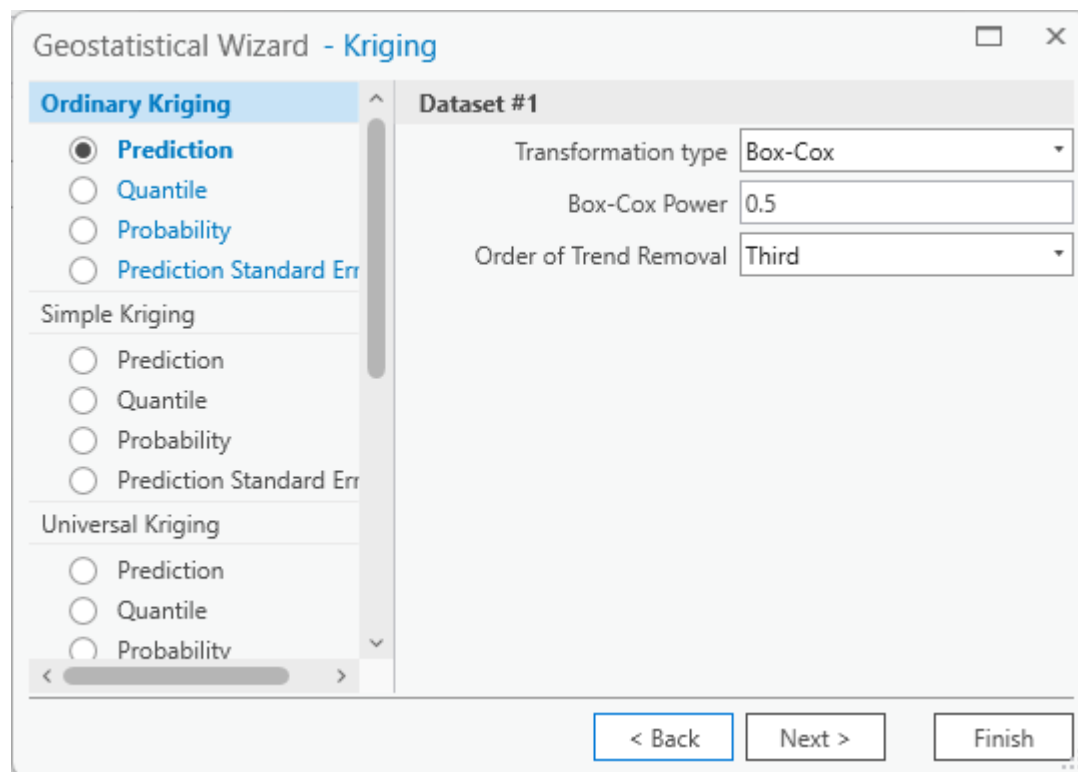 Geostatistical Wizard - Kriging
Ordinary Kriging
Prediction
Quantile
Probability
Prediction Standard Err
Simple Kriging
Prediction
Quantile
Probability
Prediction Standard Err
Universal Kriging
Prediction
Quantile
Probability
Dataset #1
Transformation type Box-Cox
Box-Cox Power 0.5
Order of Trend Removal Third
< Back Next > Finish